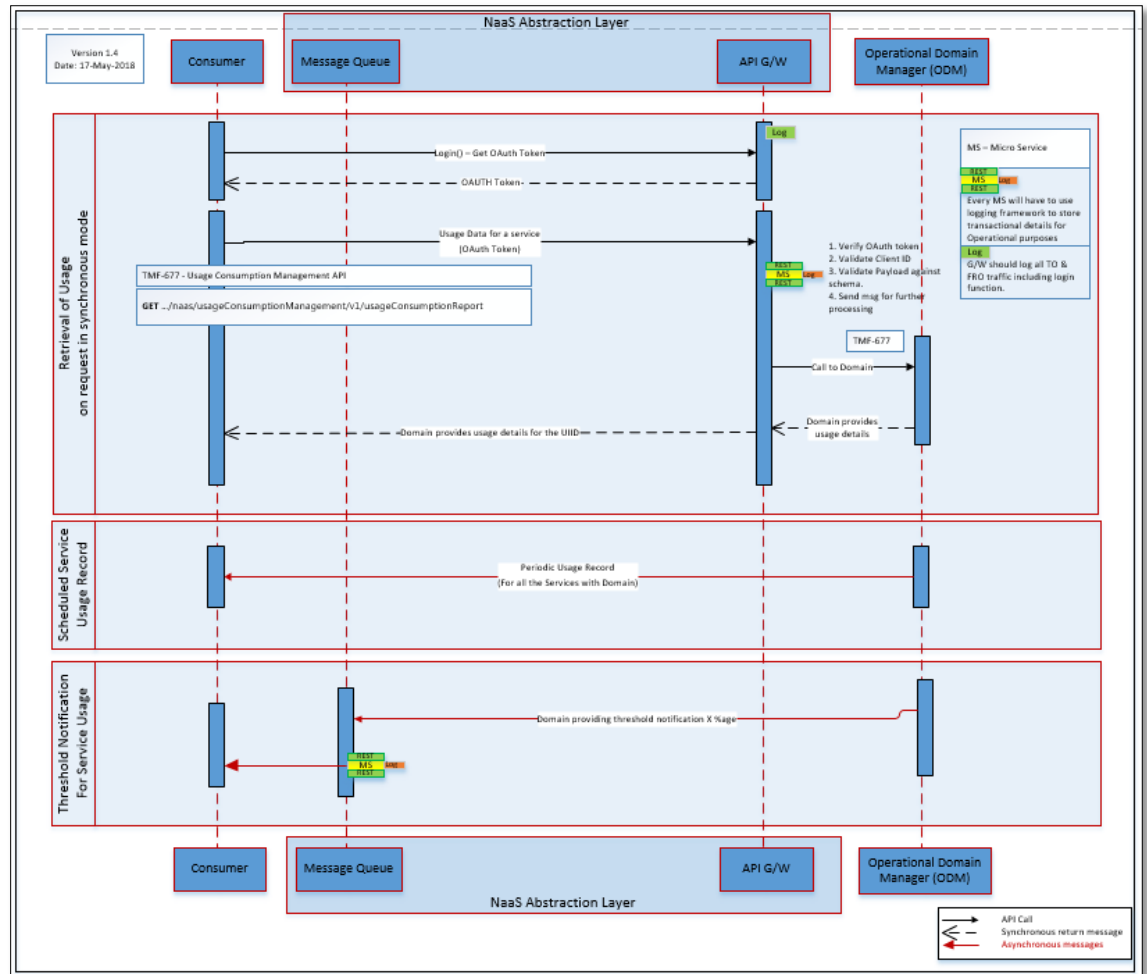 NaaS Abstraction Layer
Version 1.4
Date: 17-May-2018
Consumer
Message Queue
API G/W
Operational Domain
Manager (ODM)
Retrieval of Usage
on request in synchronous mode
Log
Login() – Get OAuth Token
OAUTH Token-
Usage Data for a service
(OAuth Token)
TMF-677 - Usage Consumption Management API
GET .../naas/usageConsumptionManagement/v1/usageConsumptionReport
REST
MS
Log
REST
1. Verify OAuth token
2. Validate Client ID
3. Validate Payload against
schema.
4. Send msg for further
processing
MS – Micro Service
REST
MS
Log
REST
Every MS will have to use
logging framework to store
transactional details for
Operational purposes
Log
G/W should log all TO &
FRO traffic including login
function.
TMF-677
Call to Domain
Domain provides
usage details
Domain provides usage details for the UIID
Scheduled Service
Usage Record
Periodic Usage Record
(For all the Services with Domain)
Threshold Notification
For Service Usage
Domain providing threshold notification X %age
REST
MS
Log
REST
Consumer
Message Queue
API G/W
Operational Domain
Manager (ODM)
NaaS Abstraction Layer
API Call
Synchronous return message
Asynchronous messages